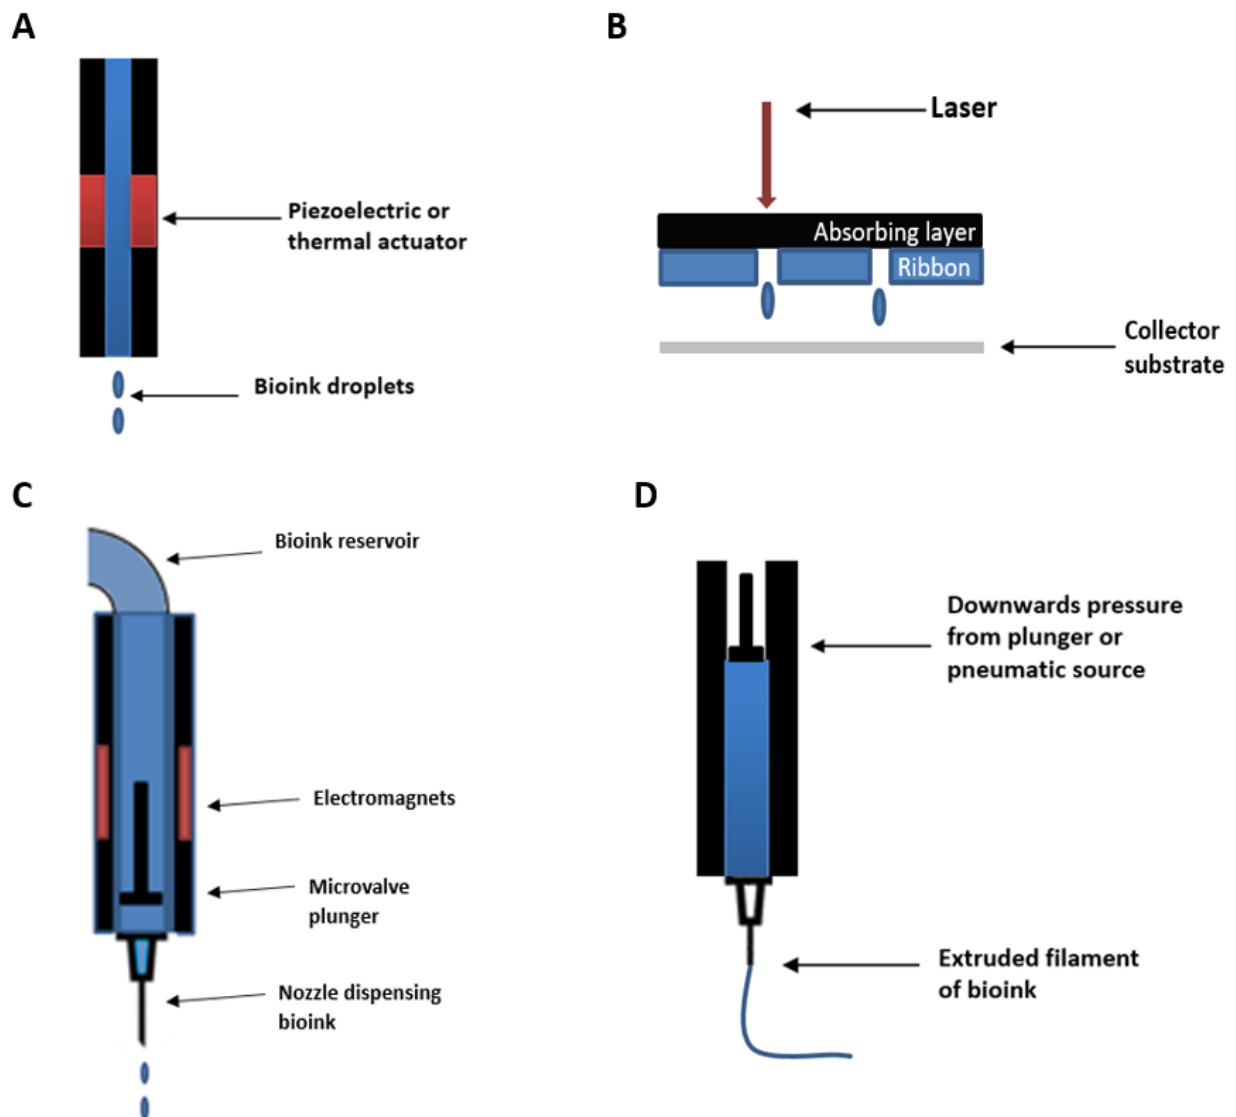 A
Piezoelectric or
thermal actuator
Bioink droplets
B
Laser
Absorbing layer
Ribbon
Collector
substrate
C
Bioink reservoir
Electromagnets
Microvalve
plunger
Nozzle dispensing
bioink
D
Downwards pressure
from plunger or
pneumatic source
Extruded filament
of bioink